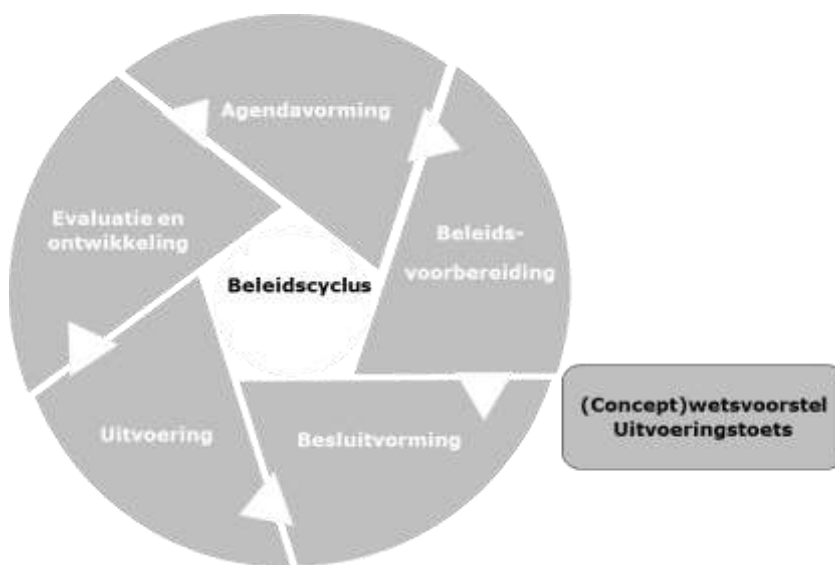 Agendavorming
Evaluatie en
ontwikkeling
Beleids-
voorbereiding
Beleidscyclus
(Concept)wetsvoorstel
Uitvoeringstoets
Uitvoering
Besluitvorming